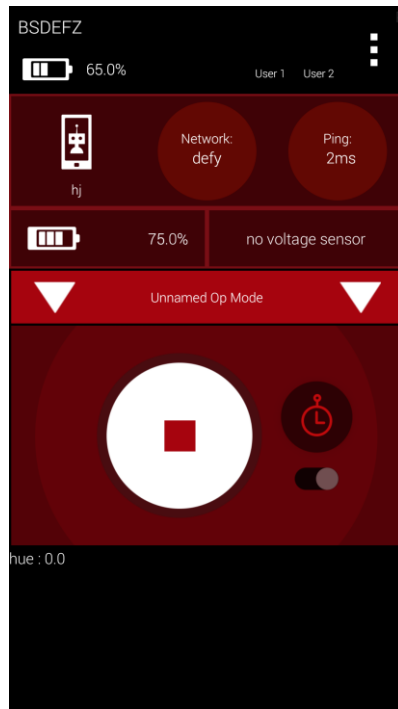 BSDEFZ
65.0%
User 1 User 2
Network:
defy
Ping:
2ms
hj
75.0%
no voltage sensor
Unnamed Op Mode
hue : 0.0